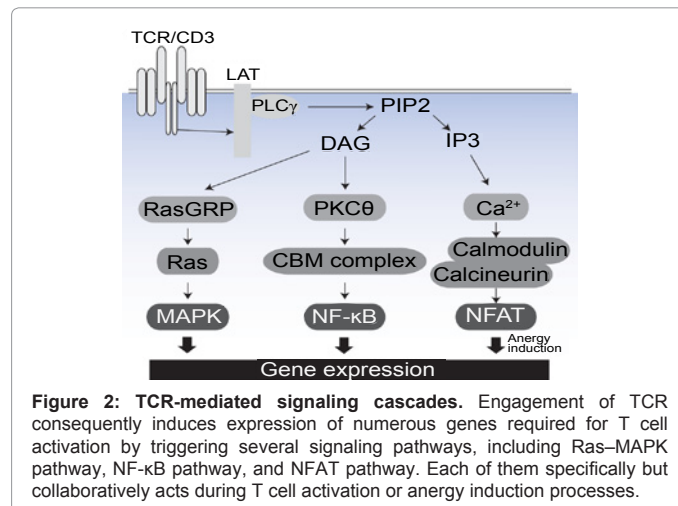 TCR/CD3
LAT
PLCγ
PIP2
DAG
IP3
RasGRP
PKCθ
Ca²⁺
Ras
CBM complex
Calmodulin
Calcineurin
MAPK
NF-κB
NFAT
Anergy
induction
Gene expression
Figure 2: TCR-mediated signaling cascades. Engagement of TCR
consequently induces expression of numerous genes required for T cell
activation by triggering several signaling pathways, including Ras–MAPK
pathway, NF-κB pathway, and NFAT pathway. Each of them specifically but
collaboratively acts during T cell activation or anergy induction processes.